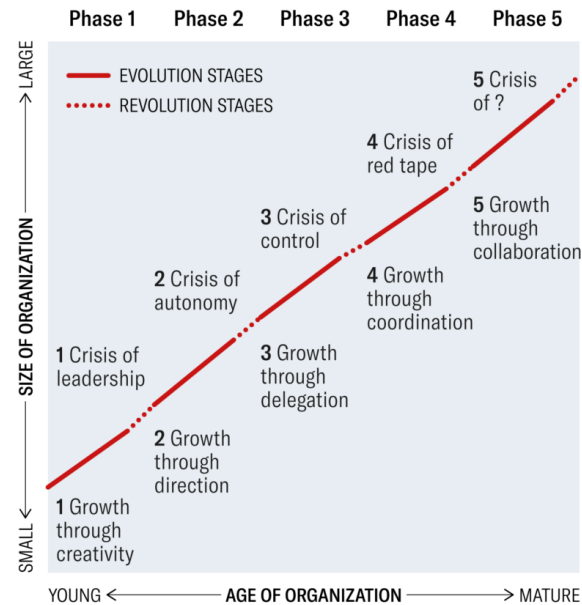 Phase 1 Phase 2 Phase 3 Phase 4 Phase 5
LARGE
SIZE OF ORGANIZATION
SMALL
EVOLUTION STAGES
REVOLUTION STAGES
5 Crisis
of ?
4 Crisis of
red tape
3 Crisis of
control
2 Crisis of
autonomy
1 Crisis of
leadership
5 Growth
through
collaboration
4 Growth
through
coordination
3 Growth
through
delegation
2 Growth
through
direction
1 Growth
through
creativity
YOUNG AGE OF ORGANIZATION MATURE